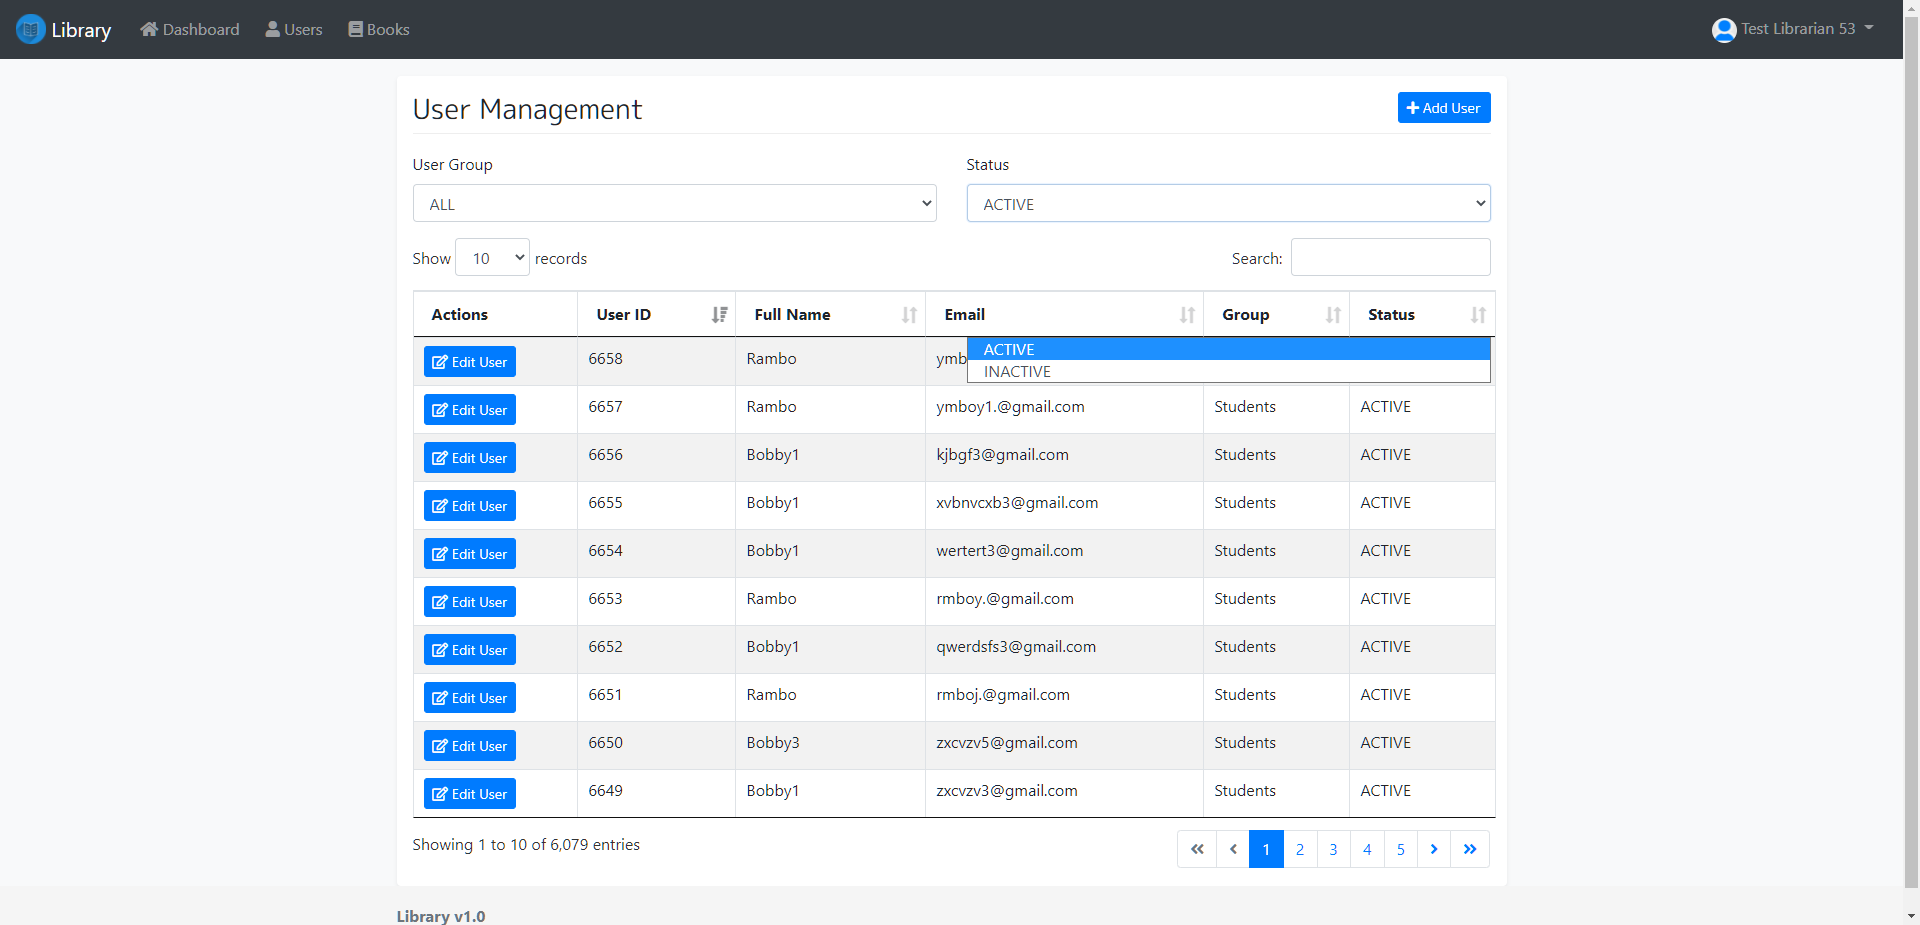 Library Dashboard Users Books Test Librarian 53
User Management Add User
User Group Status
ALL ACTIVE
Show 10 records Search:
Actions User ID Full Name Email Group Status
Edit User 6658 Rambo ymb
ACTIVE
INACTIVE
Edit User 6657 Rambo ymboy1.@gmail.com Students ACTIVE
Edit User 6656 Bobby1 kjbgf3@gmail.com Students ACTIVE
Edit User 6655 Bobby1 xvbnvcxb3@gmail.com Students ACTIVE
Edit User 6654 Bobby1 wertert3@gmail.com Students ACTIVE
Edit User 6653 Rambo rmboy.@gmail.com Students ACTIVE
Edit User 6652 Bobby1 qwerdsfs3@gmail.com Students ACTIVE
Edit User 6651 Rambo rmboj.@gmail.com Students ACTIVE
Edit User 6650 Bobby3 zxcvzv5@gmail.com Students ACTIVE
Edit User 6649 Bobby1 zxcvzv3@gmail.com Students ACTIVE
Showing 1 to 10 of 6,079 entries « ‹ 1 2 3 4 5 › »
Library v1.0